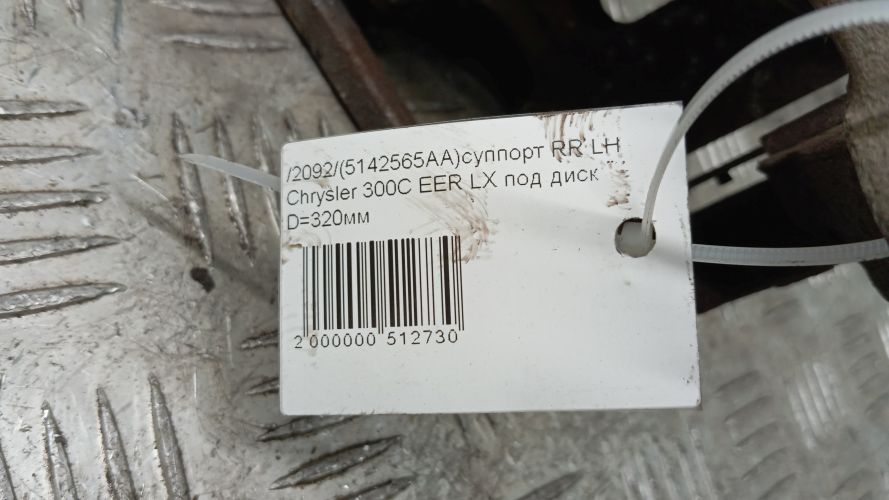 /2092/(5142565AA)суппорт RR LH
Chrysler 300C EER LX под диск
D=320мм
2 000000 512730